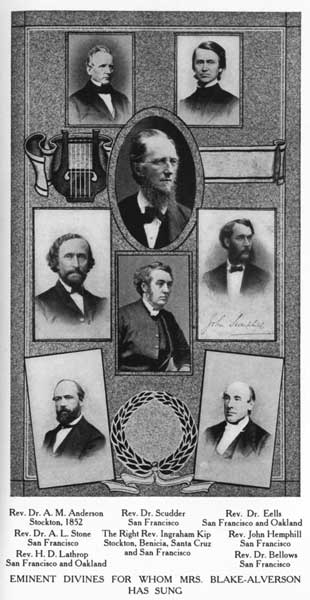 John Hemphill
Rev. Dr. A. M. Anderson
Stockton, 1852
Rev. Dr. Scudder
San Francisco
Rev. Dr. Eells
San Francisco and Oakland
Rev. Dr. A. L. Stone
San Francisco
The Right Rev. Ingraham Kip
Stockton, Benicia, Santa Cruz
and San Francisco
Rev. John Hemphill
San Francisco
Rev. H. D. Lathrop
San Francisco and Oakland
Rev. Dr. Bellows
San Francisco
EMINENT DIVINES FOR WHOM MRS. BLAKE-ALVERSON
HAS SUNG